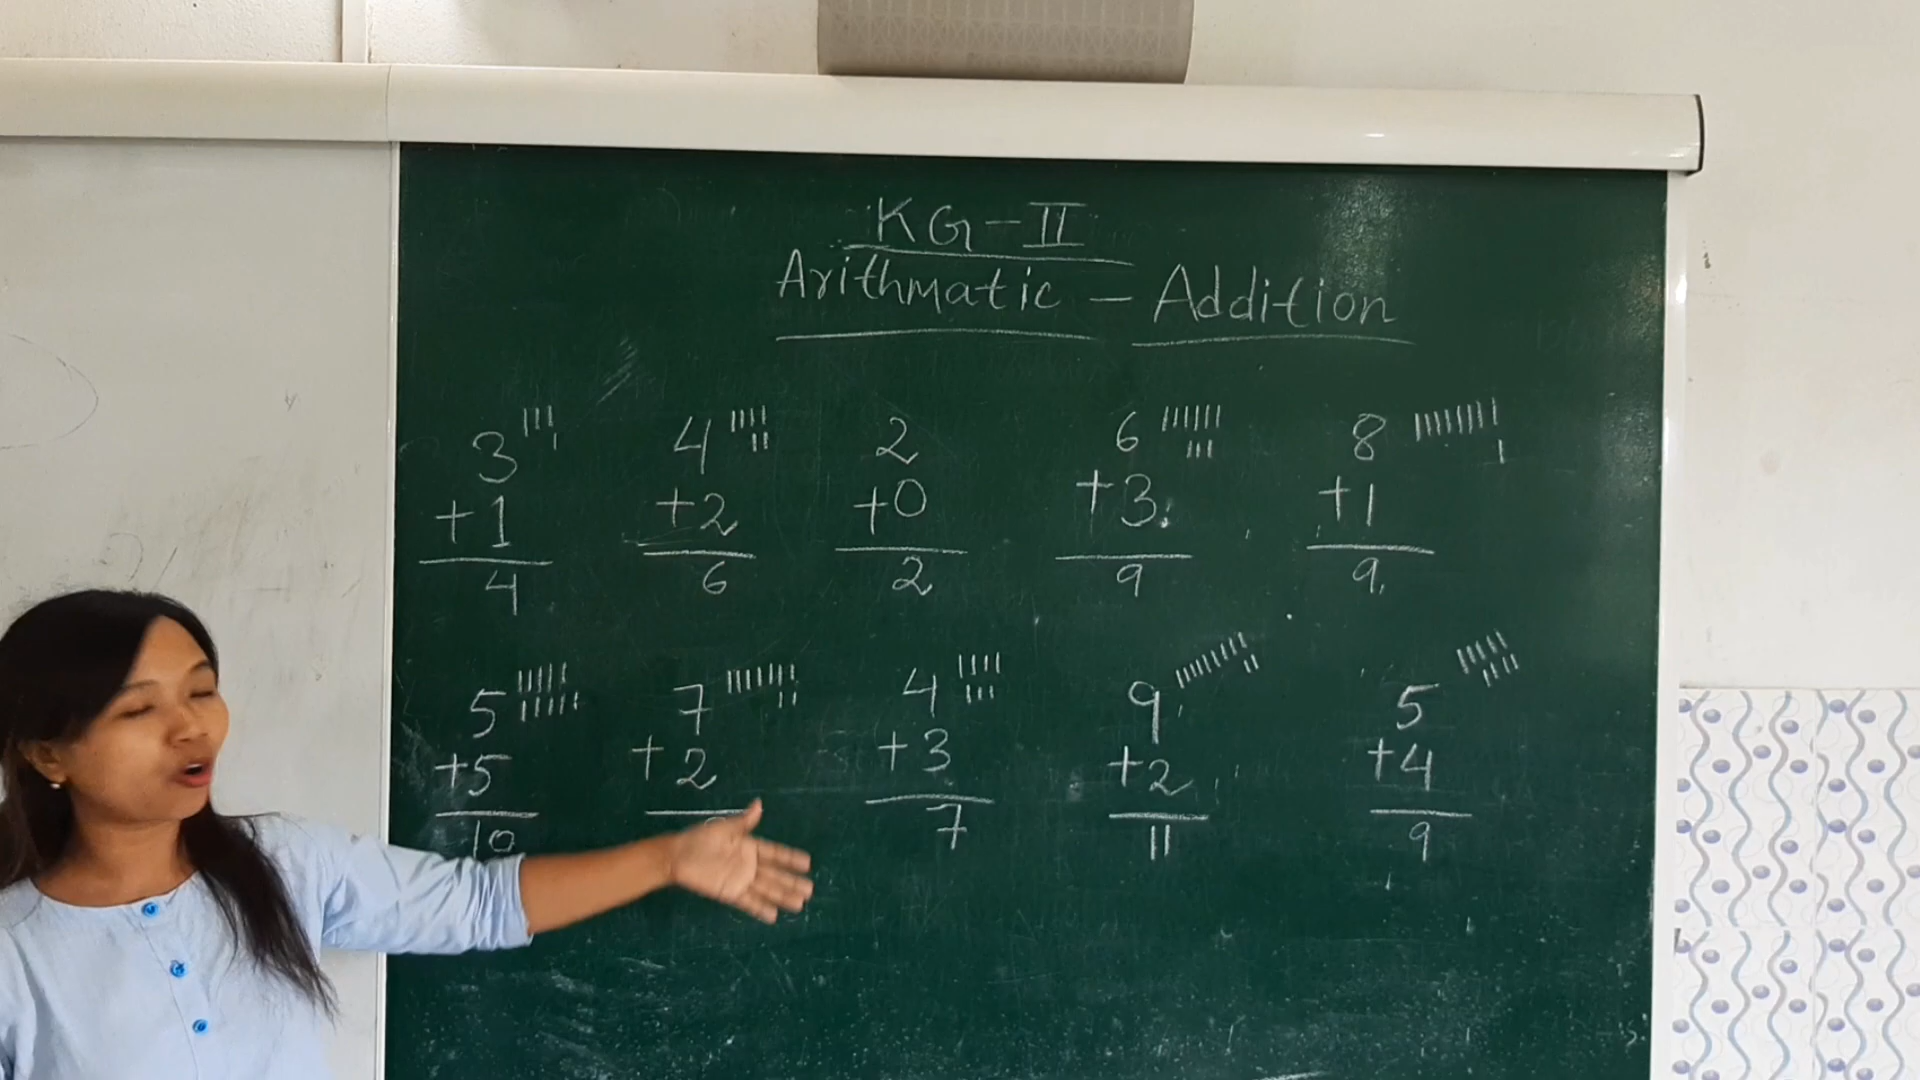 KG-II
Arithmatic - Addition
3 4 2 6 8
+1 +2 +0 +3 +1
4 6 2 9 9
5 7 4 9 5
+5 +2 +3 +2 +4
10 7 11 9